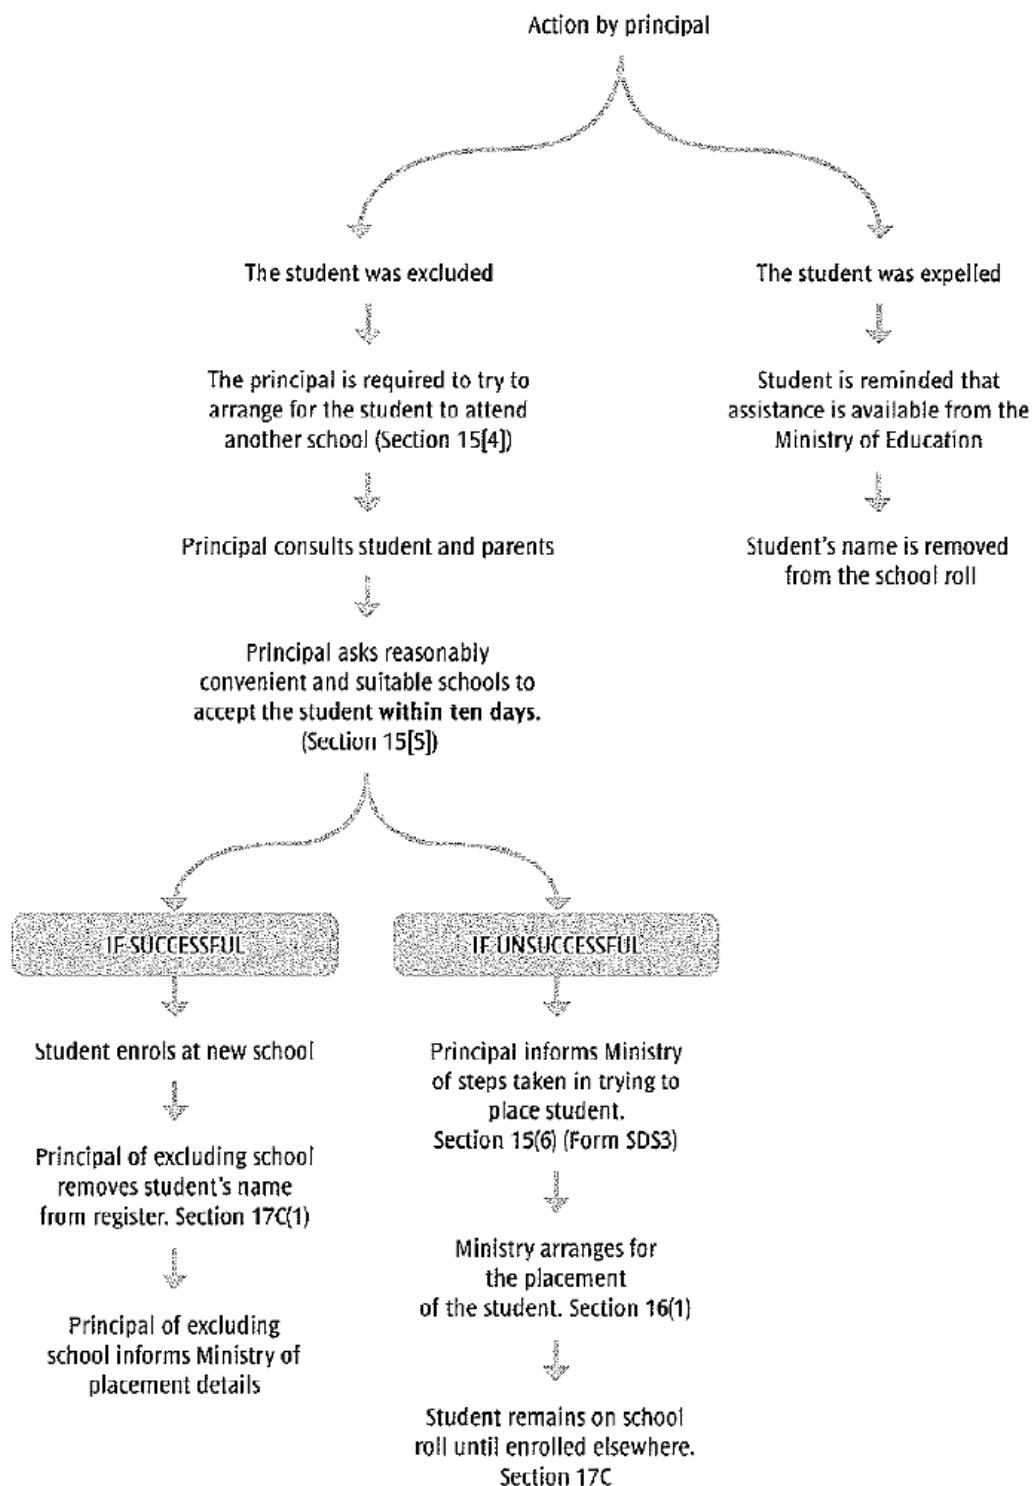 Action by principal
The student was excluded
The student was expelled
The principal is required to try to
arrange for the student to attend
another school (Section 15[4])
Student is reminded that
assistance is available from the
Ministry of Education
Principal consults student and parents
Student's name is removed
from the school roll
Principal asks reasonably
convenient and suitable schools to
accept the student within ten days.
(Section 15[5])
IF SUCCESSFUL
IF UNSUCCESSFUL
Student enrols at new school
Principal of excluding school
removes student's name
from register. Section 17C(1)
Principal of excluding
school informs Ministry of
placement details
Principal informs Ministry
of steps taken in trying to
place student.
Section 15(6) (Form SDS3)
Ministry arranges for
the placement
of the student. Section 16(1)
Student remains on school
roll until enrolled elsewhere.
Section 17C